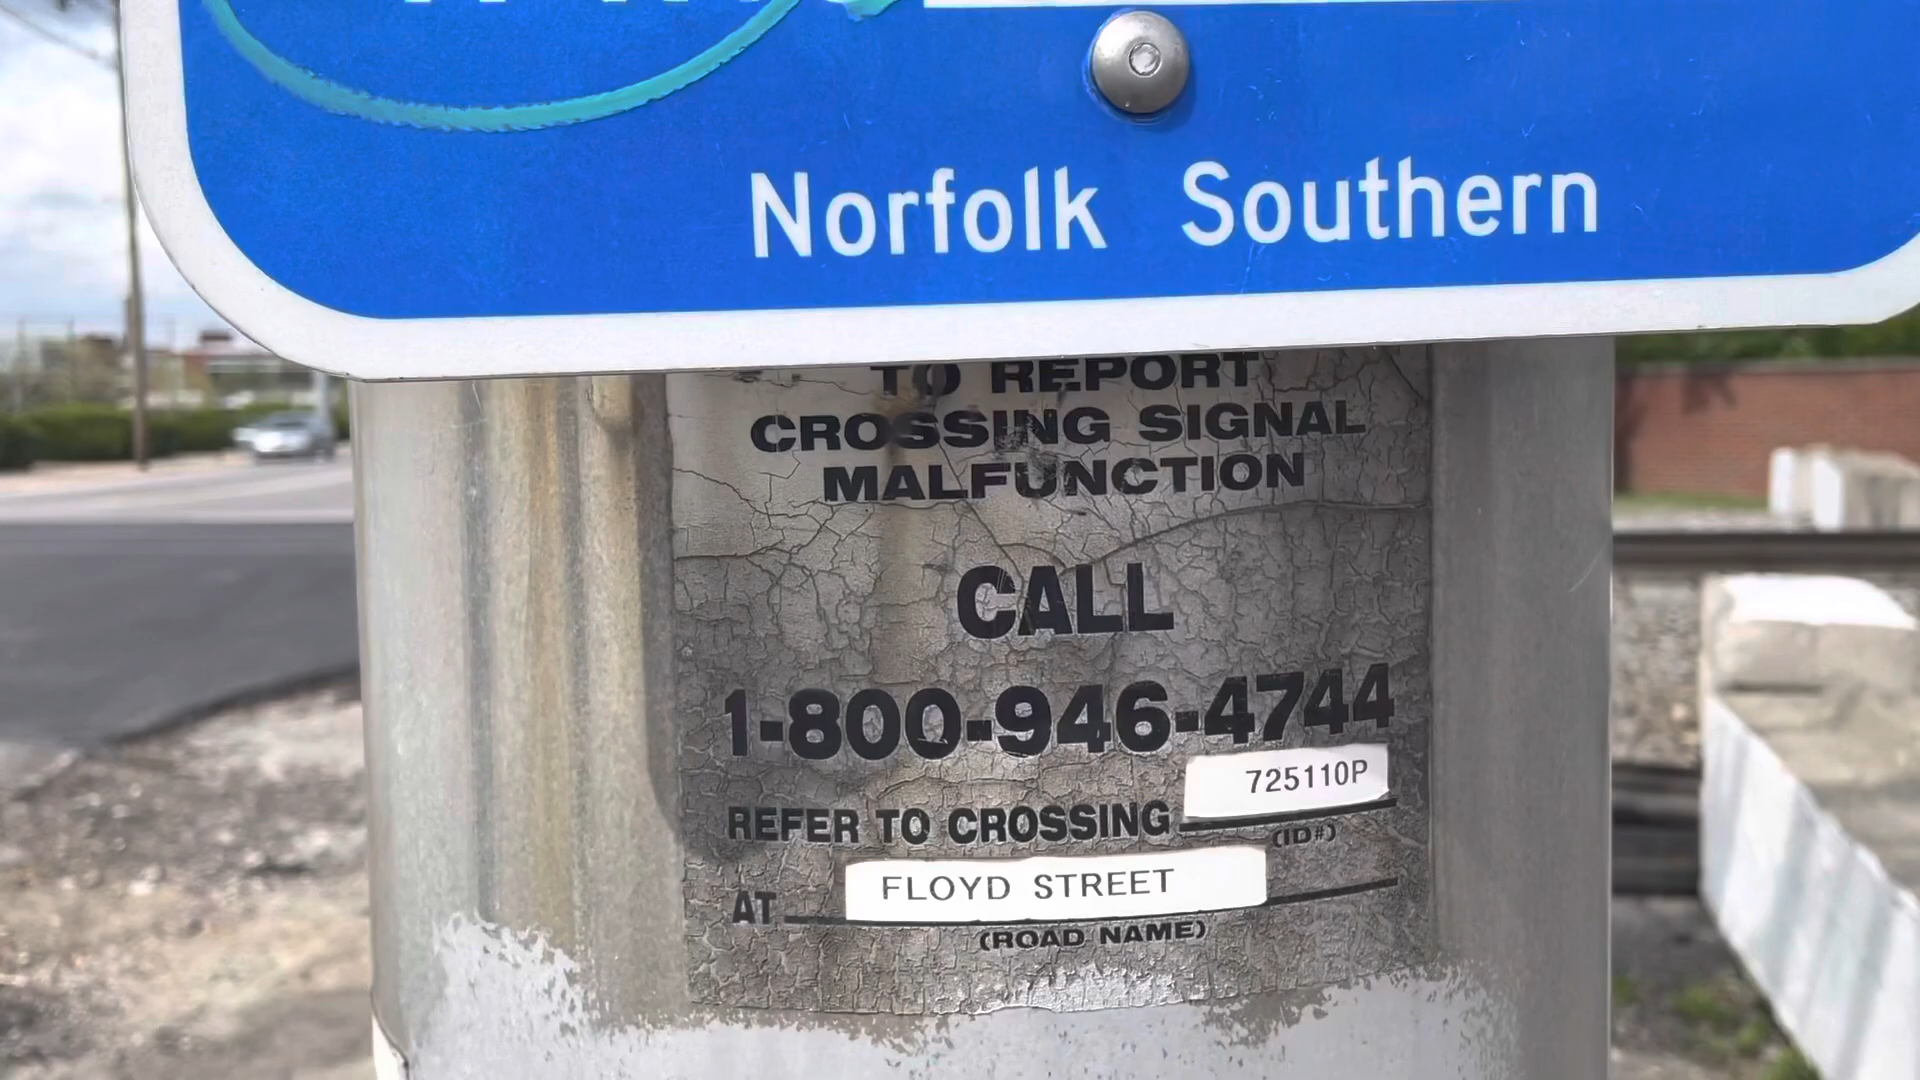 Norfolk Southern
TO REPORT
CROSSING SIGNAL
MALFUNCTION
CALL
1-800-946-4744
725110P
REFER TO CROSSING
(ID#)
FLOYD STREET
AT
(ROAD NAME)